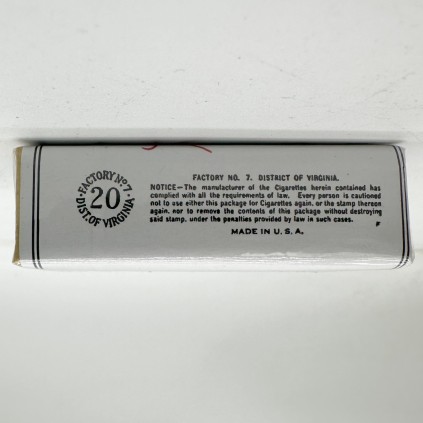 FACTORY Nº 7
20
DIST. OF VIRGINIA
FACTORY NO. 7. DISTRICT OF VIRGINIA.
NOTICE—The manufacturer of the Cigarettes herein contained has
complied with all the requirements of law. Every person is cautioned
not to use either this package for Cigarettes again, or the stamp thereon
again, nor to remove the contents of this package without destroying
said stamp, under the penalties provided by law in such cases.
F
MADE IN U.S.A.